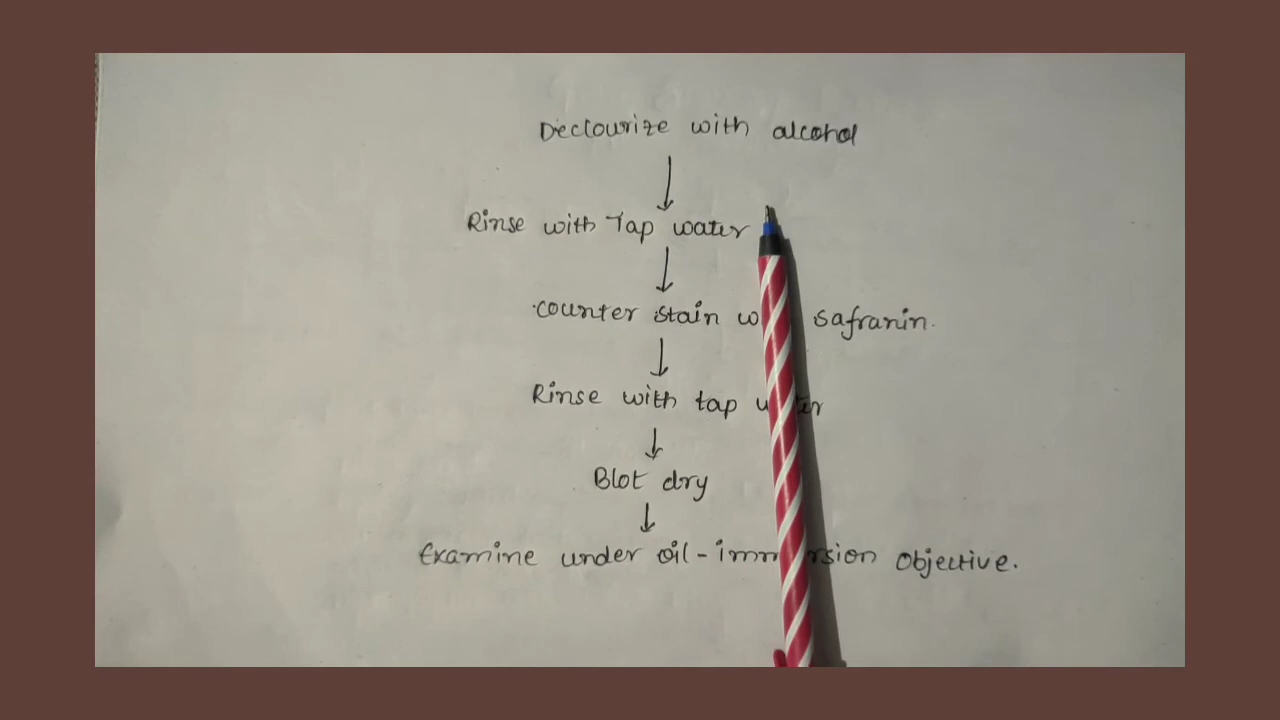 Declourize with alcohol
Rinse with Tap water
counter stain safranin.
Rinse with tap
Blot dry
Examine under oil- objective.